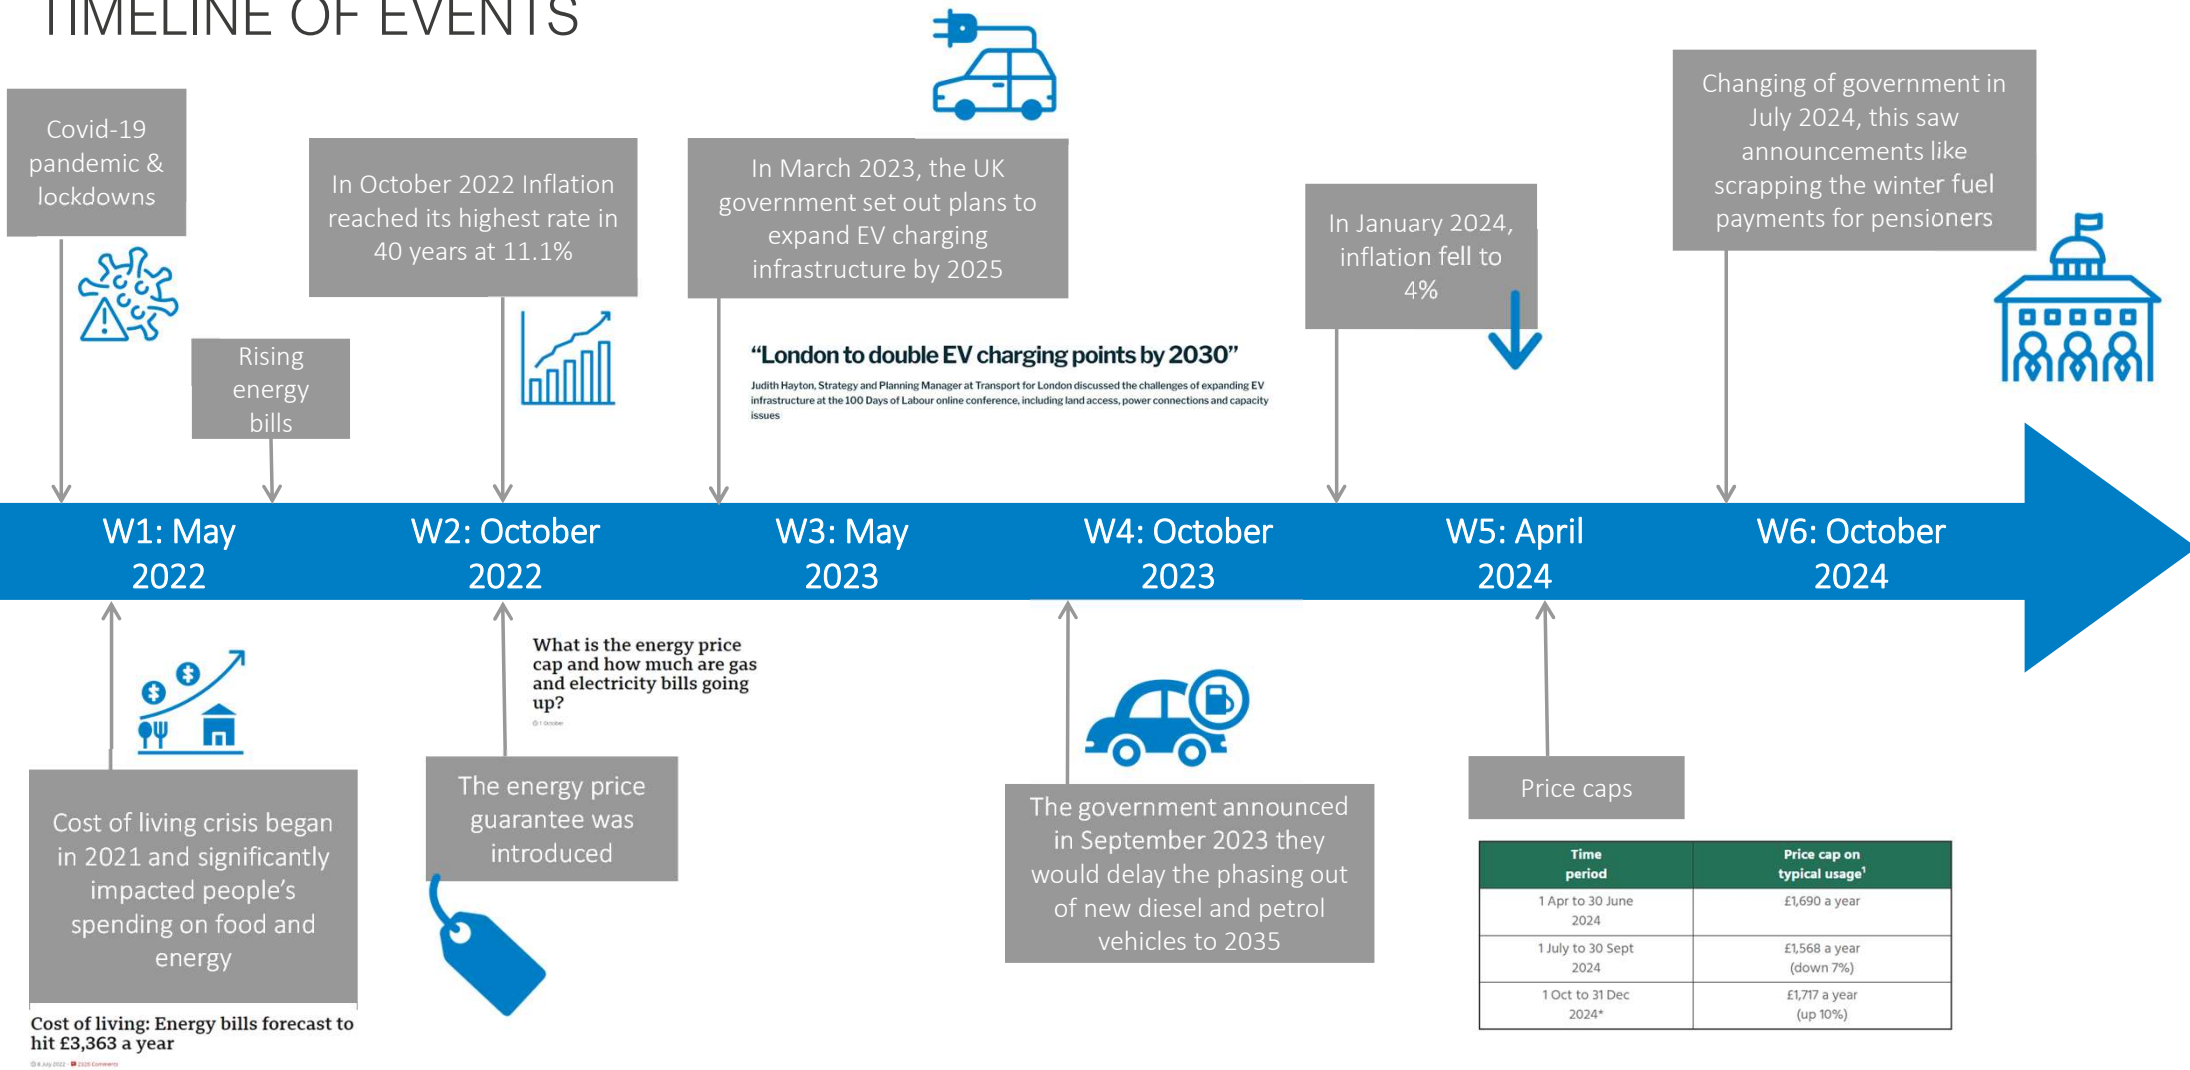 TIMELINE OF EVENTS
Covid-19
pandemic &
lockdowns
Rising
energy
bills
In October 2022 Inflation
reached its highest rate in
40 years at 11.1%
In March 2023, the UK
government set out plans to
expand EV charging
infrastructure by 2025
“London to double EV charging points by 2030”
Judith Hayton, Strategy and Planning Manager at Transport for London discussed the challenges of expanding EV
infrastructure at the 100 Days of Labour online conference, including land access, power connections and capacity
issues
In January 2024,
inflation fell to
4%
Changing of government in
July 2024, this saw
announcements like
scrapping the winter fuel
payments for pensioners
W1: May
2022
W2: October
2022
W3: May
2023
W4: October
2023
W5: April
2024
W6: October
2024
Cost of living crisis began
in 2021 and significantly
impacted people’s
spending on food and
energy
Cost of living: Energy bills forecast to
hit £3,363 a year
8 July 2022 · 2325 Comments
What is the energy price
cap and how much are gas
and electricity bills going
up?
1 October
The energy price
guarantee was
introduced
The government announced
in September 2023 they
would delay the phasing out
of new diesel and petrol
vehicles to 2035
Price caps
Time period Price cap on typical usage¹
1 Apr to 30 June 2024 £1,690 a year
1 July to 30 Sept 2024 £1,568 a year (down 7%)
1 Oct to 31 Dec 2024* £1,717 a year (up 10%)